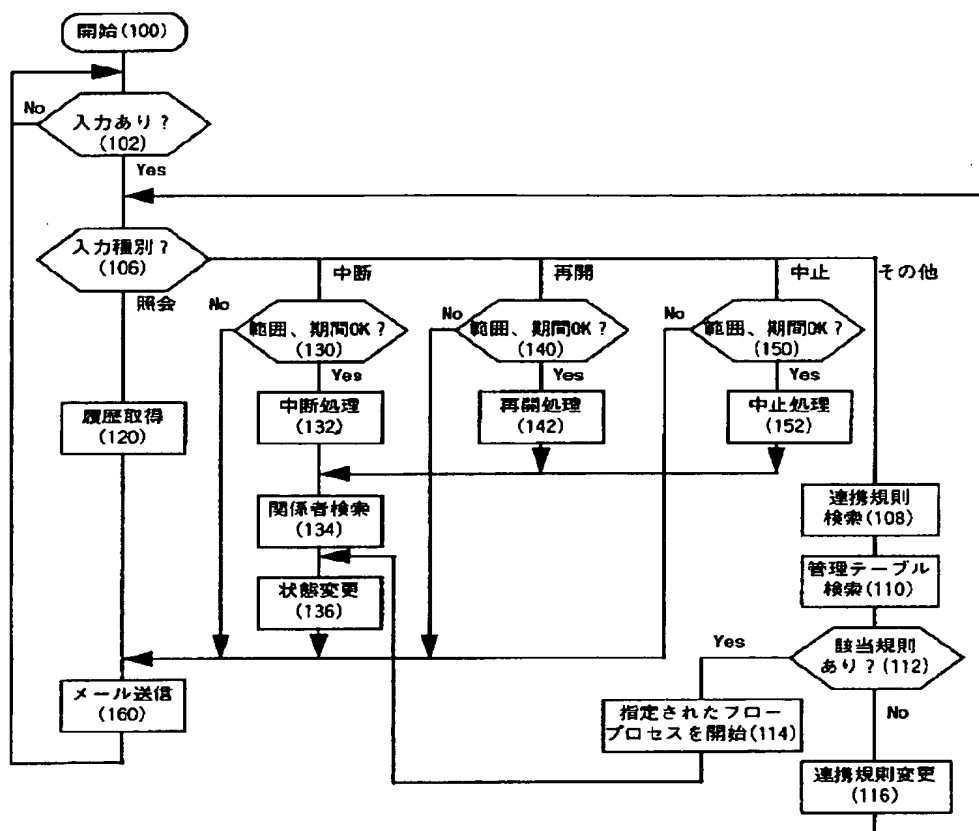 開始(100)
No
入力あり？
(102)
Yes
入力種別？
(106)
照会
中断
再開
中止
その他
No
範囲、期間OK？
(130)
Yes
No
範囲、期間OK？
(140)
Yes
No
範囲、期間OK？
(150)
Yes
履歴取得
(120)
中断処理
(132)
再開処理
(142)
中止処理
(152)
関係者検索
(134)
連携規則
検索(108)
状態変更
(136)
管理テーブル
検索(110)
Yes
該当規則
あり？(112)
No
メール送信
(160)
指定されたフロー
プロセスを開始(114)
連携規則変更
(116)